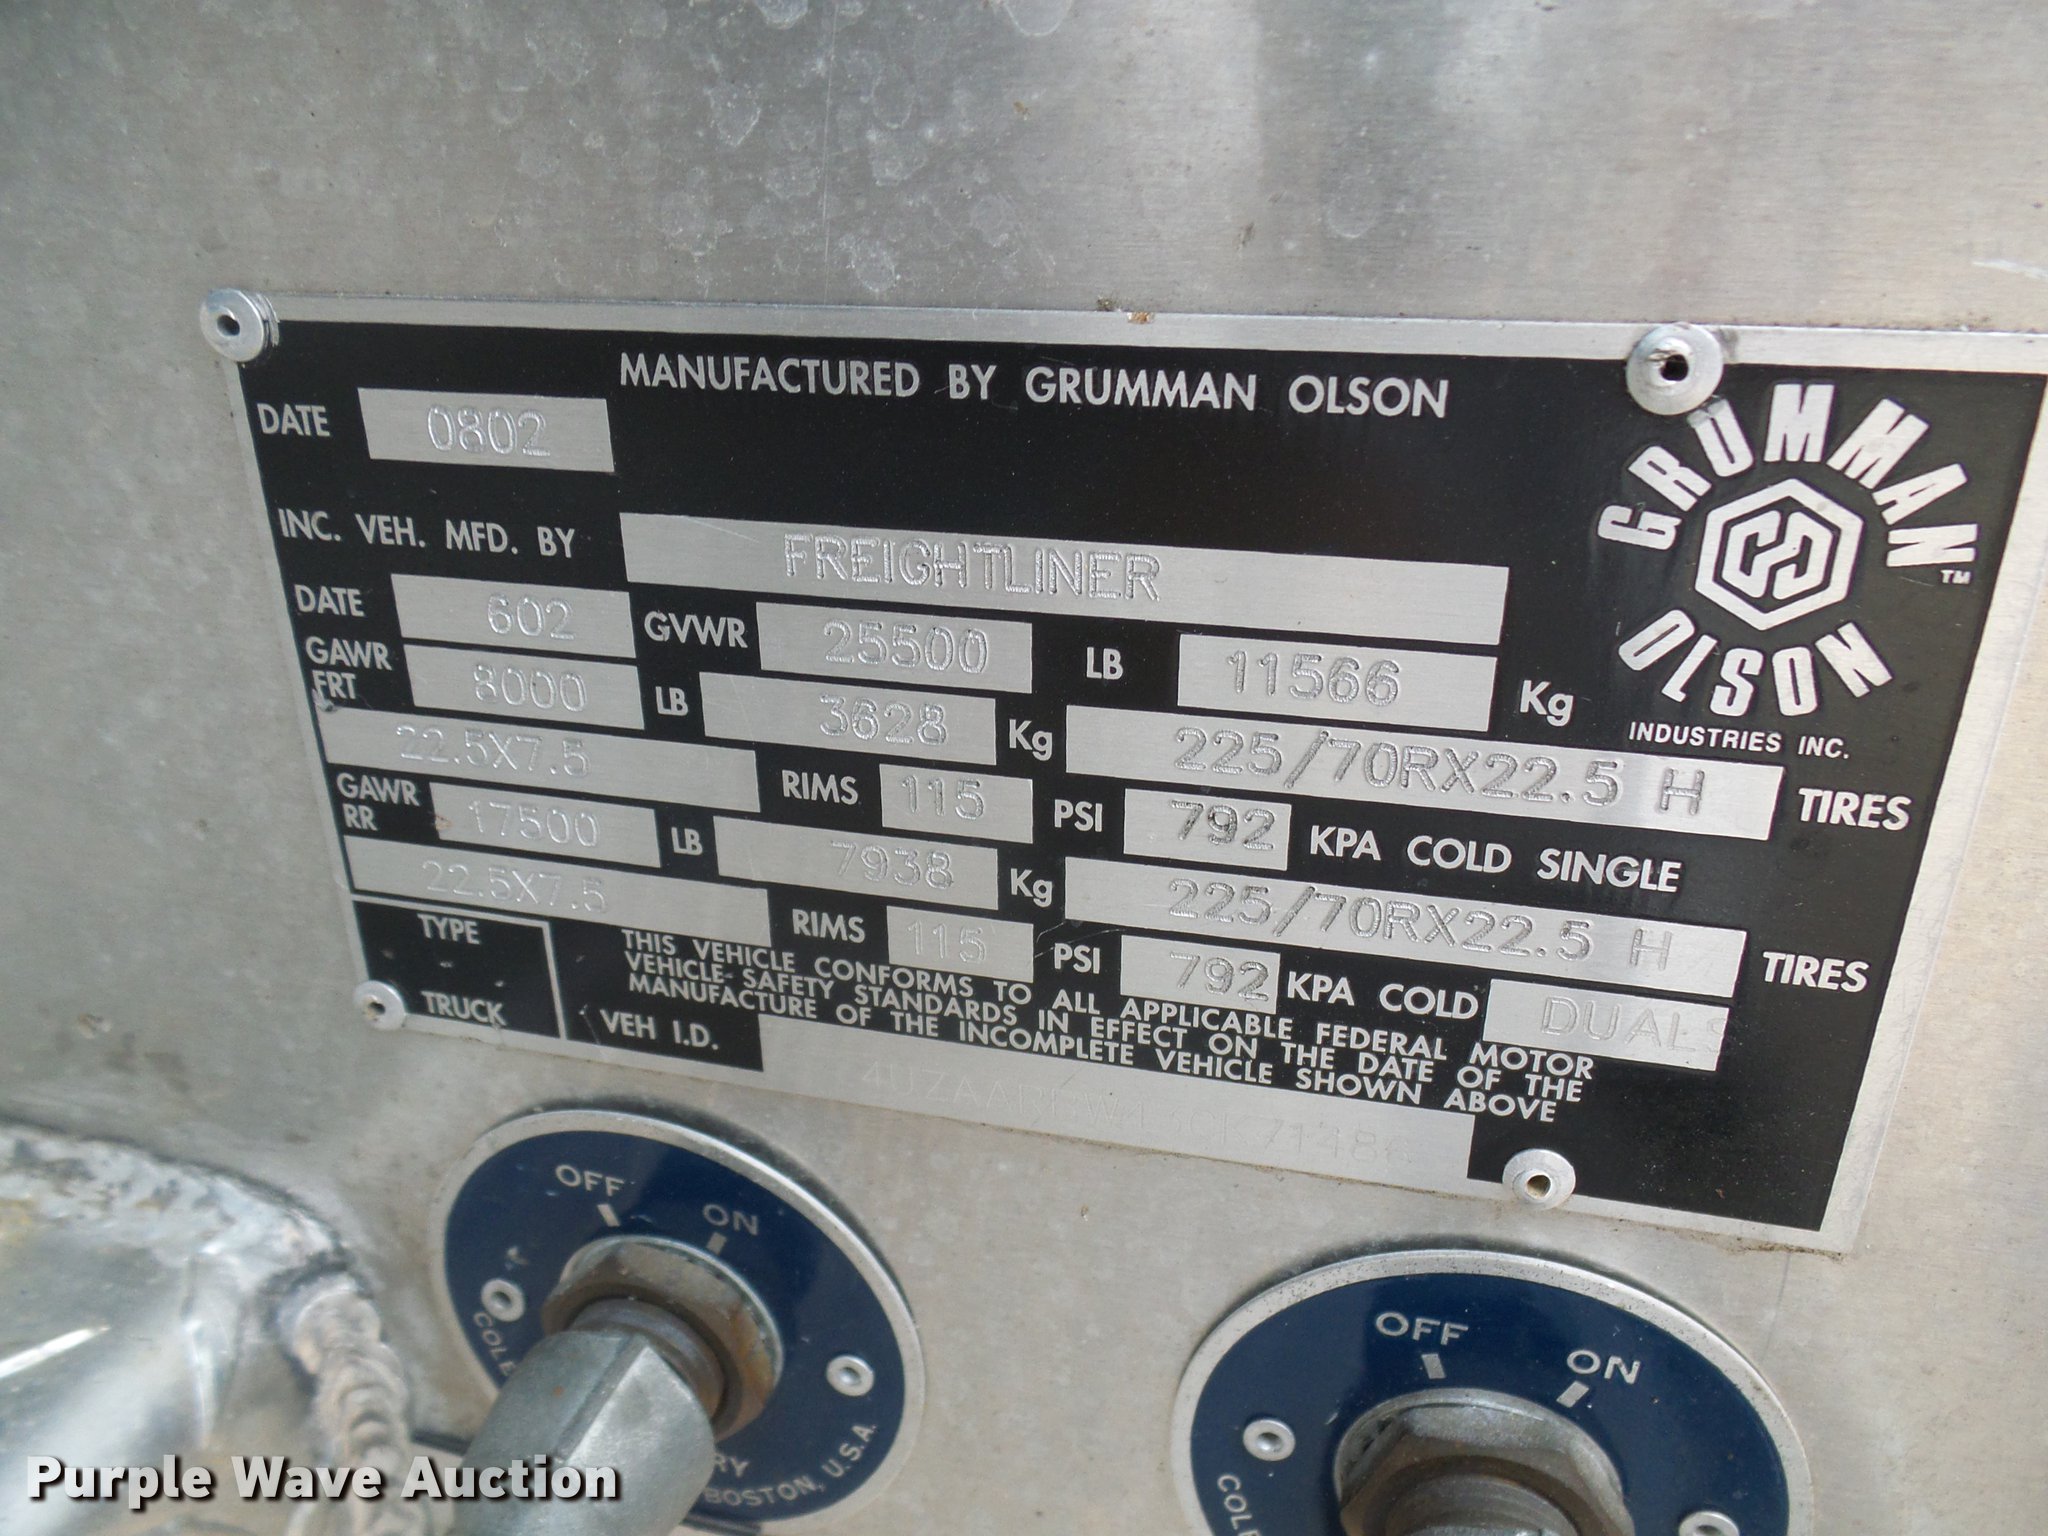 MANUFACTURED BY GRUMMAN OLSON
DATE 0802
GRUMMAN™
OLSON
INDUSTRIES INC.
INC. VEH. MFD. BY FREIGHTLINER
DATE 602 GVWR 25500 LB 11566 Kg
GAWR FRT 8000 LB 3628 Kg 225/70RX22.5 H TIRES
22.5X7.5 RIMS 115 PSI 792 KPA COLD SINGLE
GAWR RR 17500 LB 7938 Kg 225/70RX22.5 H TIRES
22.5X7.5 RIMS 115 PSI 792 KPA COLD DUALS
THIS VEHICLE CONFORMS TO ALL APPLICABLE FEDERAL MOTOR
VEHICLE SAFETY STANDARDS IN EFFECT ON THE DATE OF THE
MANUFACTURE OF THE INCOMPLETE VEHICLE SHOWN ABOVE
TYPE
TRUCK
VEH I.D.
OFF ON
BOSTON, U.S.A.
OFF ON
Purple Wave Auction